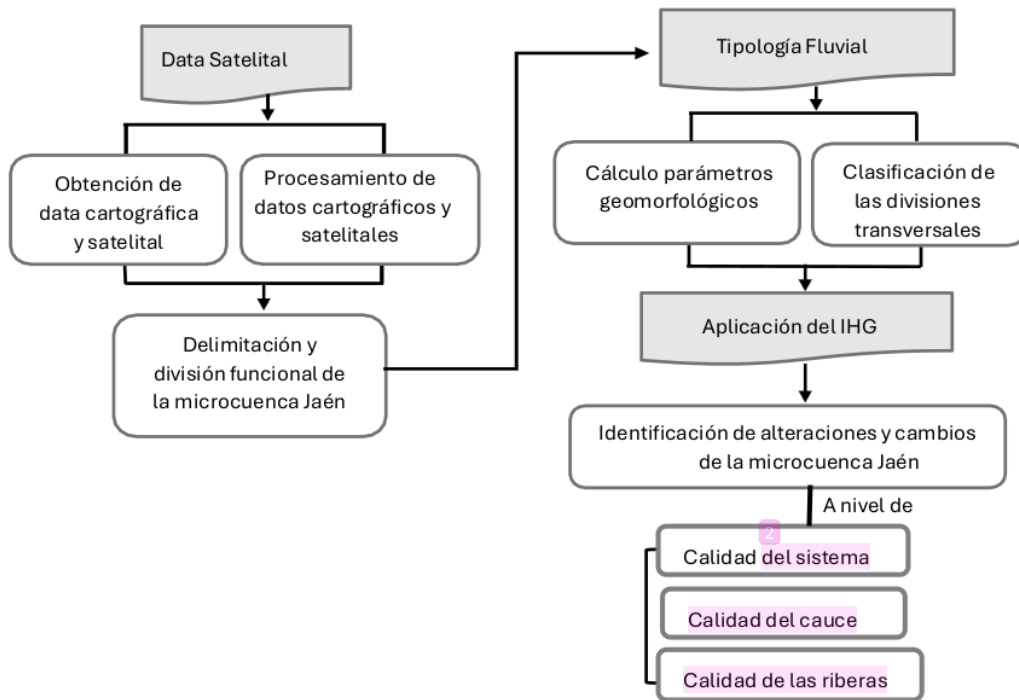 Data Satelital
Obtención de
data cartográfica
y satelital
Procesamiento de
datos cartográficos y
satelitales
Delimitación y
división funcional de
la microcuenca Jaén
Tipología Fluvial
Cálculo parámetros
geomorfológicos
Clasificación de
las divisiones
transversales
Aplicación del IHG
Identificación de alteraciones y cambios
de la microcuenca Jaén
A nivel de
2
Calidad del sistema
Calidad del cauce
Calidad de las riberas